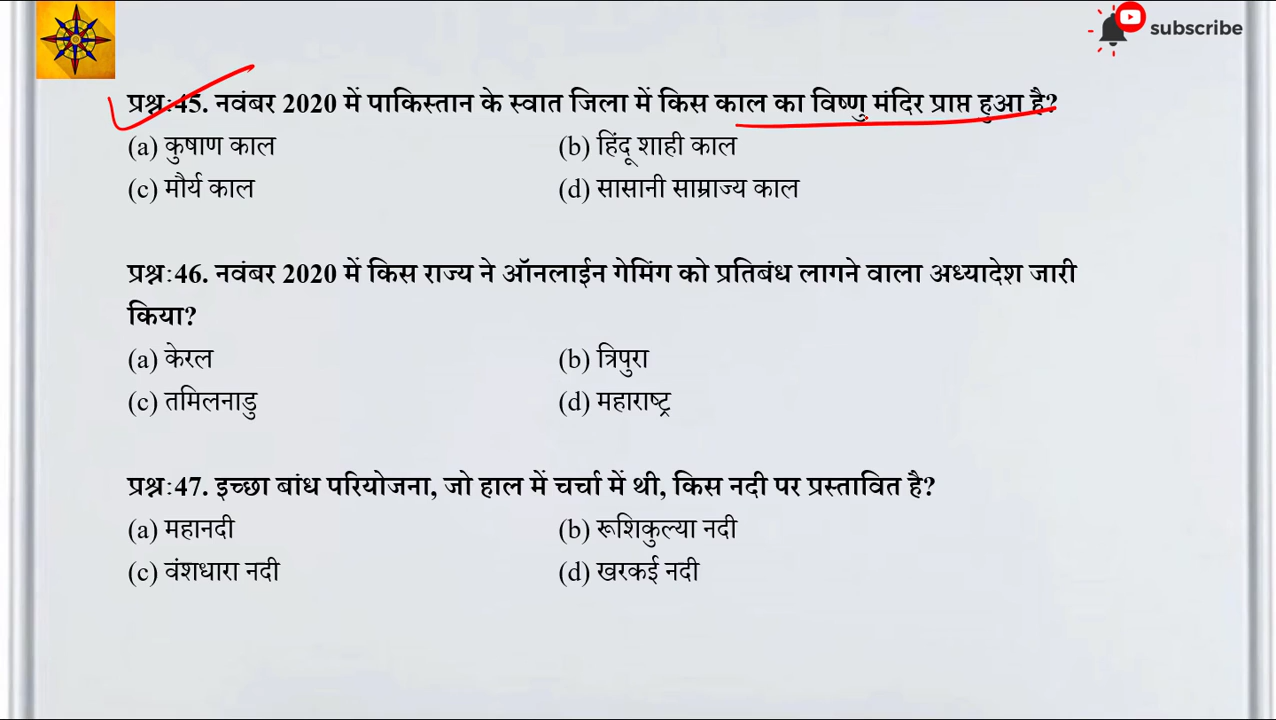 subscribe
प्रश्न:45. नवंबर 2020 में पाकिस्तान के स्वात जिला में किस काल का विष्णु मंदिर प्राप्त हुआ है?
(a) कुषाण काल (b) हिंदू शाही काल
(c) मौर्य काल (d) सासानी साम्राज्य काल
प्रश्न:46. नवंबर 2020 में किस राज्य ने ऑनलाईन गेमिंग को प्रतिबंध लागने वाला अध्यादेश जारी
किया?
(a) केरल (b) त्रिपुरा
(c) तमिलनाडु (d) महाराष्ट्र
प्रश्न:47. इच्छा बांध परियोजना, जो हाल में चर्चा में थी, किस नदी पर प्रस्तावित है?
(a) महानदी (b) रूशिकुल्या नदी
(c) वंशधारा नदी (d) खरकई नदी